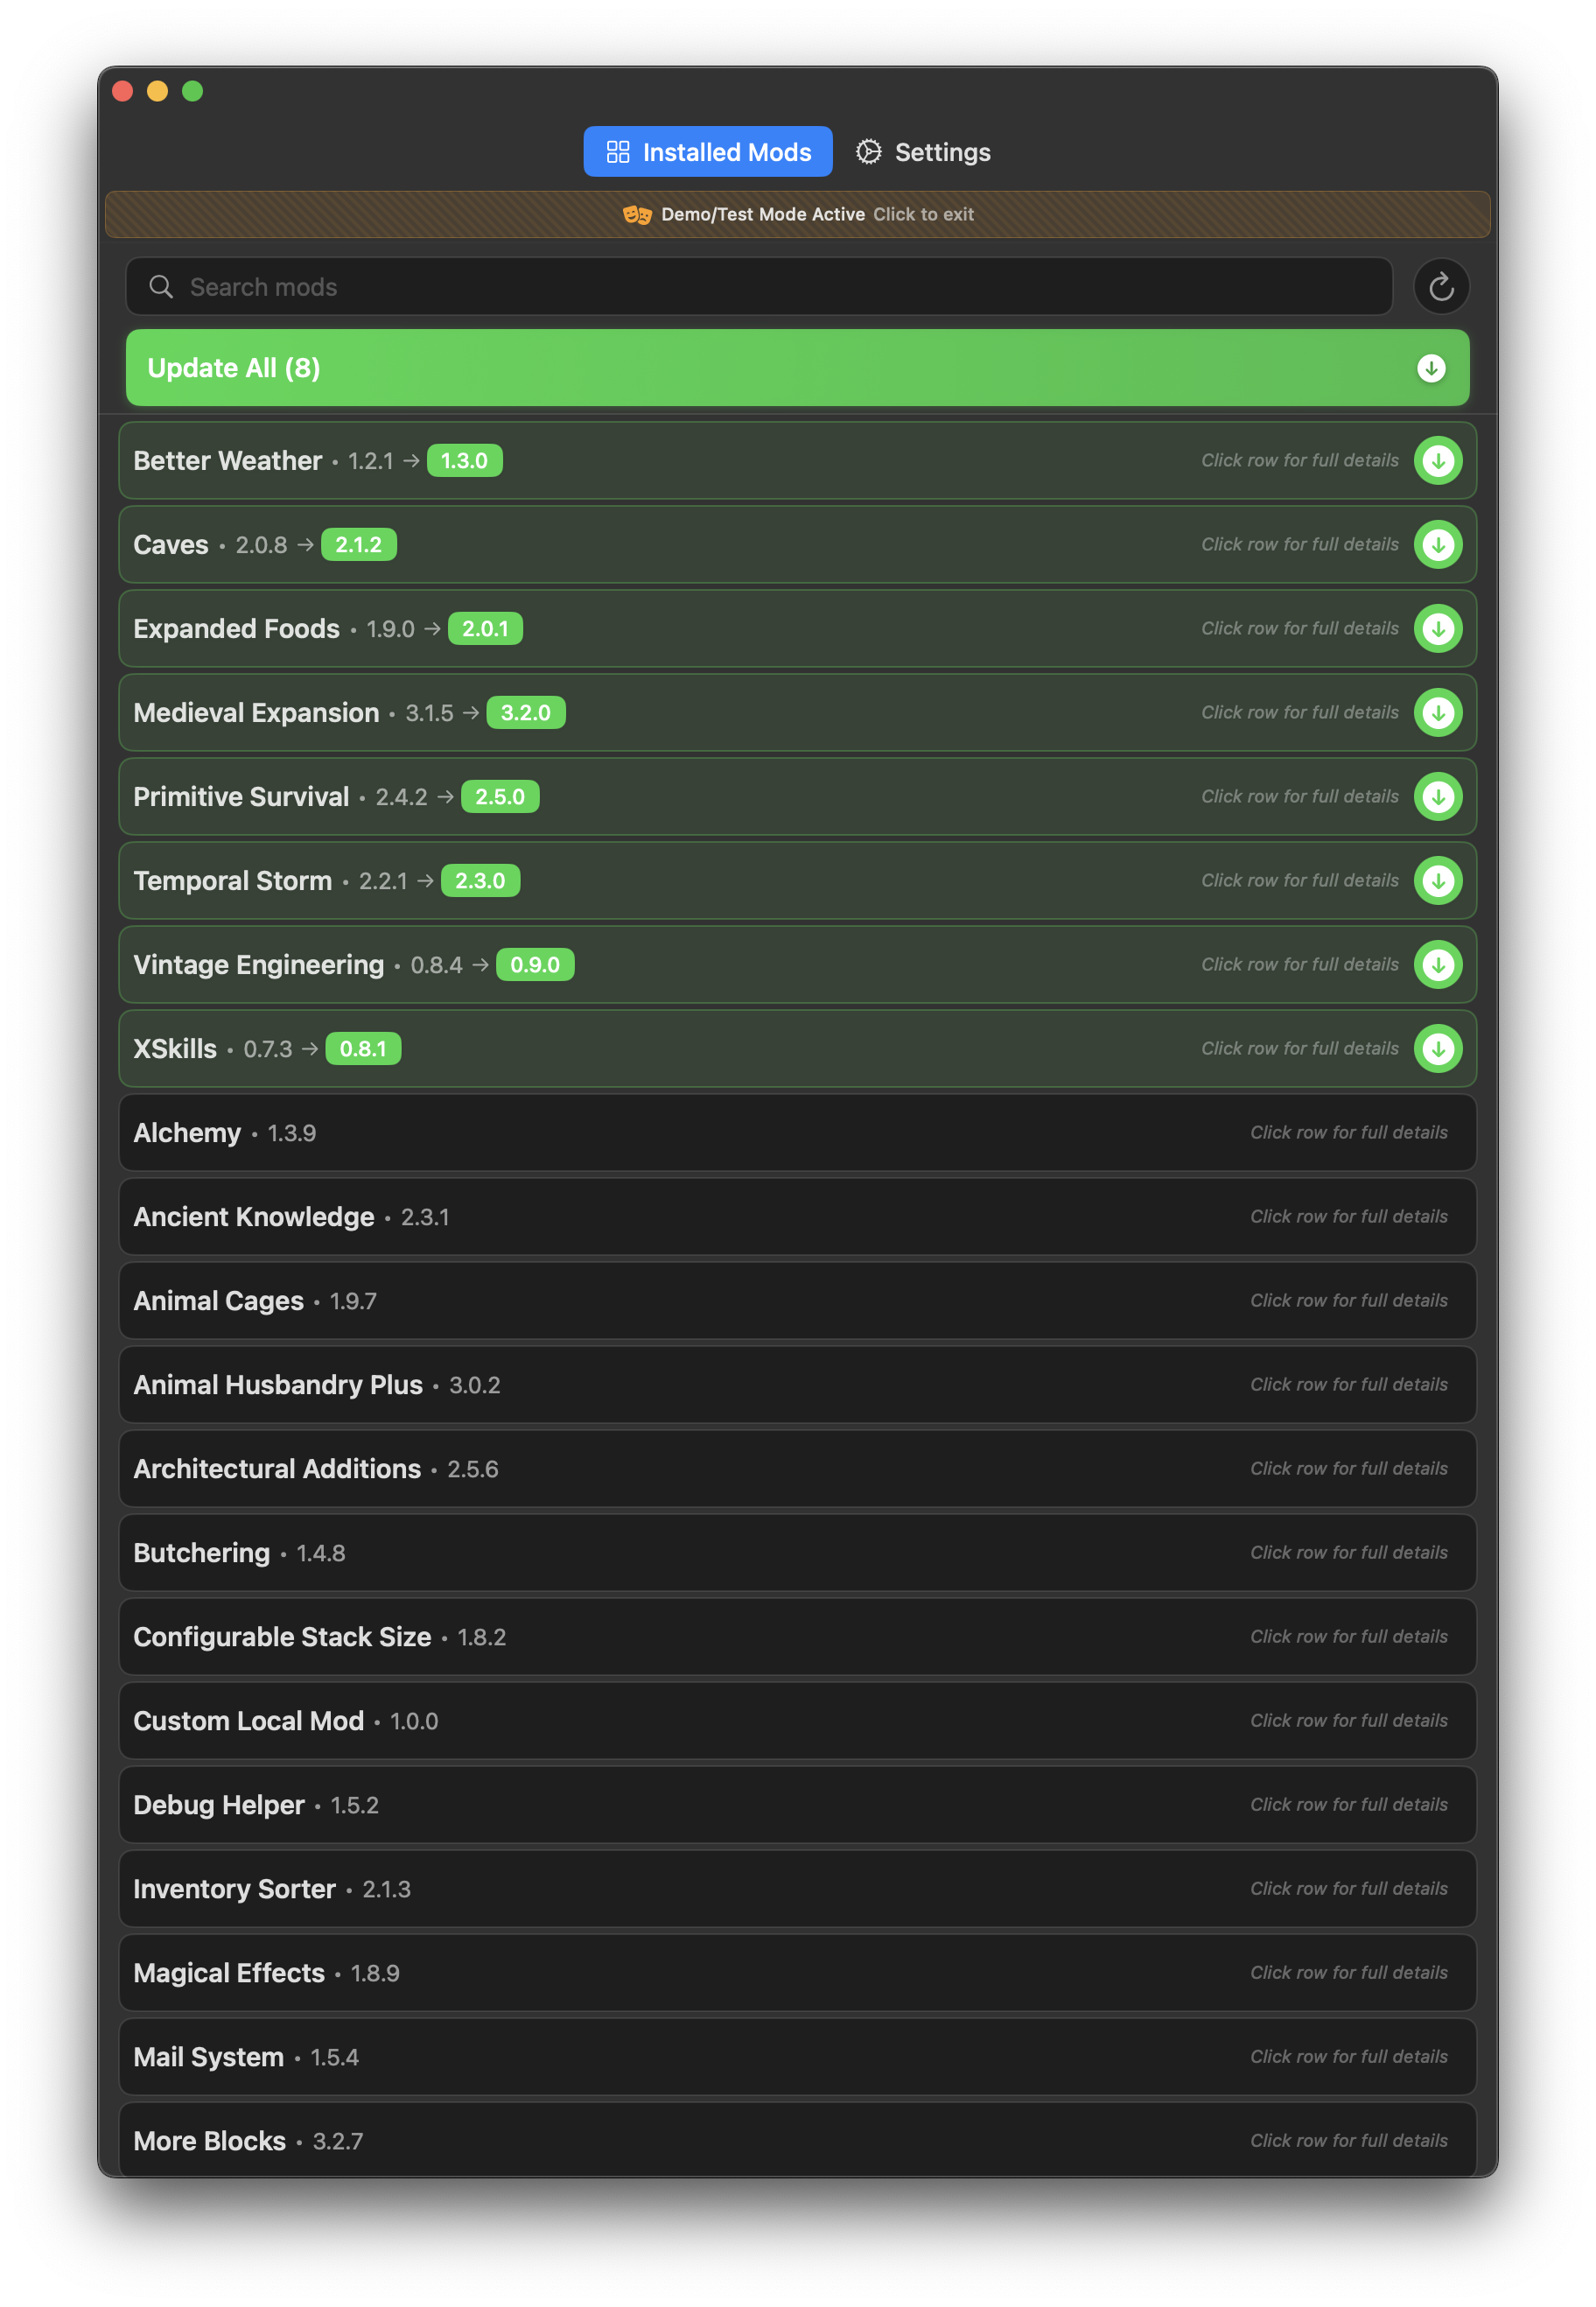 Installed Mods Settings
Demo/Test Mode Active Click to exit
Search mods
Update All (8)
Better Weather • 1.2.1 → 1.3.0 Click row for full details
Caves • 2.0.8 → 2.1.2 Click row for full details
Expanded Foods • 1.9.0 → 2.0.1 Click row for full details
Medieval Expansion • 3.1.5 → 3.2.0 Click row for full details
Primitive Survival • 2.4.2 → 2.5.0 Click row for full details
Temporal Storm • 2.2.1 → 2.3.0 Click row for full details
Vintage Engineering • 0.8.4 → 0.9.0 Click row for full details
XSkills • 0.7.3 → 0.8.1 Click row for full details
Alchemy • 1.3.9 Click row for full details
Ancient Knowledge • 2.3.1 Click row for full details
Animal Cages • 1.9.7 Click row for full details
Animal Husbandry Plus • 3.0.2 Click row for full details
Architectural Additions • 2.5.6 Click row for full details
Butchering • 1.4.8 Click row for full details
Configurable Stack Size • 1.8.2 Click row for full details
Custom Local Mod • 1.0.0 Click row for full details
Debug Helper • 1.5.2 Click row for full details
Inventory Sorter • 2.1.3 Click row for full details
Magical Effects • 1.8.9 Click row for full details
Mail System • 1.5.4 Click row for full details
More Blocks • 3.2.7 Click row for full details